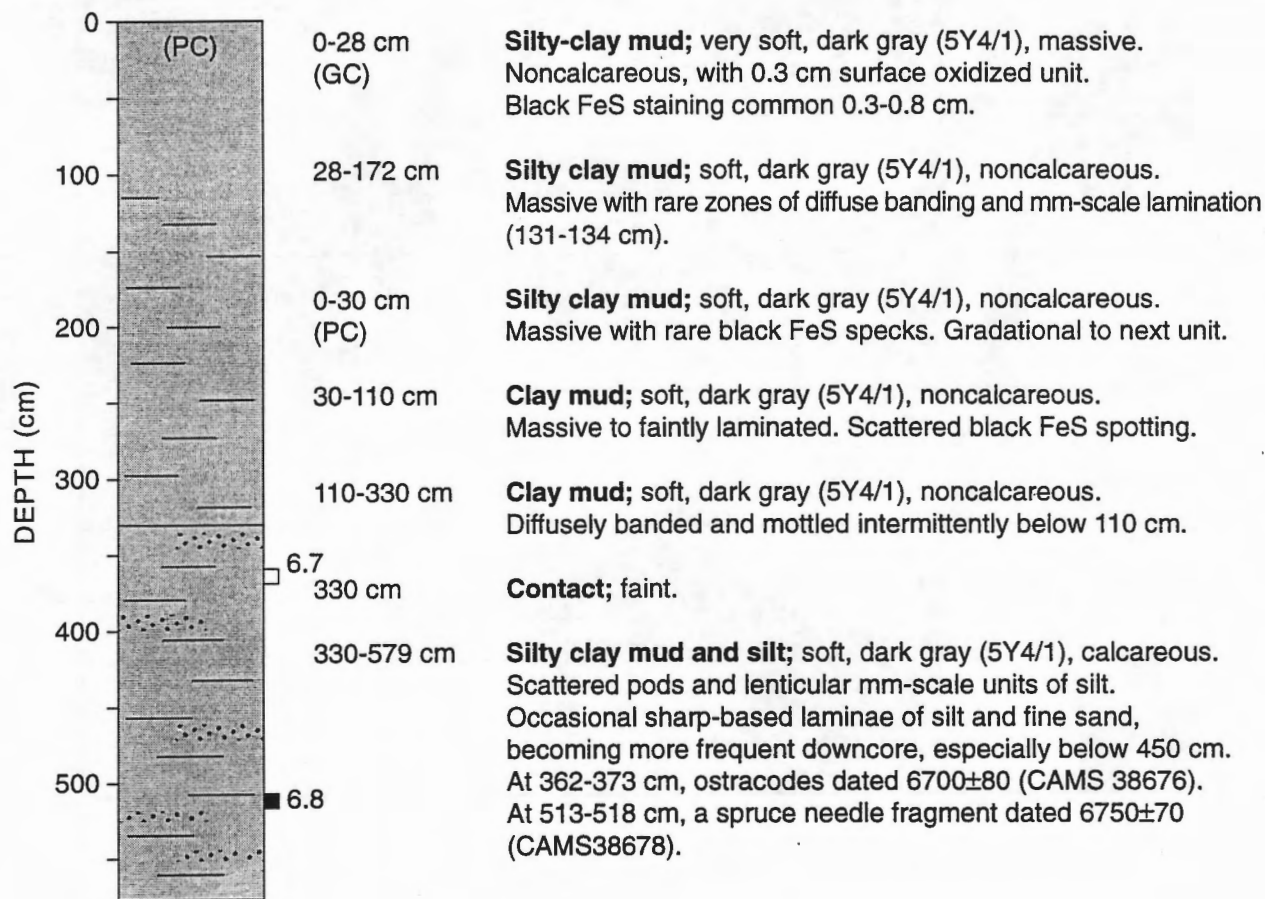 0
100
200
300
400
500
DEPTH (cm)
(PC)
6.7
6.8
0-28 cm
(GC)
Silty-clay mud; very soft, dark gray (5Y4/1), massive.
Noncalcareous, with 0.3 cm surface oxidized unit.
Black FeS staining common 0.3-0.8 cm.
28-172 cm
Silty clay mud; soft, dark gray (5Y4/1), noncalcareous.
Massive with rare zones of diffuse banding and mm-scale lamination
(131-134 cm).
0-30 cm
(PC)
Silty clay mud; soft, dark gray (5Y4/1), noncalcareous.
Massive with rare black FeS specks. Gradational to next unit.
30-110 cm
Clay mud; soft, dark gray (5Y4/1), noncalcareous.
Massive to faintly laminated. Scattered black FeS spotting.
110-330 cm
Clay mud; soft, dark gray (5Y4/1), noncalcareous.
Diffusely banded and mottled intermittently below 110 cm.
330 cm
Contact; faint.
330-579 cm
Silty clay mud and silt; soft, dark gray (5Y4/1), calcareous.
Scattered pods and lenticular mm-scale units of silt.
Occasional sharp-based laminae of silt and fine sand,
becoming more frequent downcore, especially below 450 cm.
At 362-373 cm, ostracodes dated 6700±80 (CAMS 38676).
At 513-518 cm, a spruce needle fragment dated 6750±70
(CAMS38678).